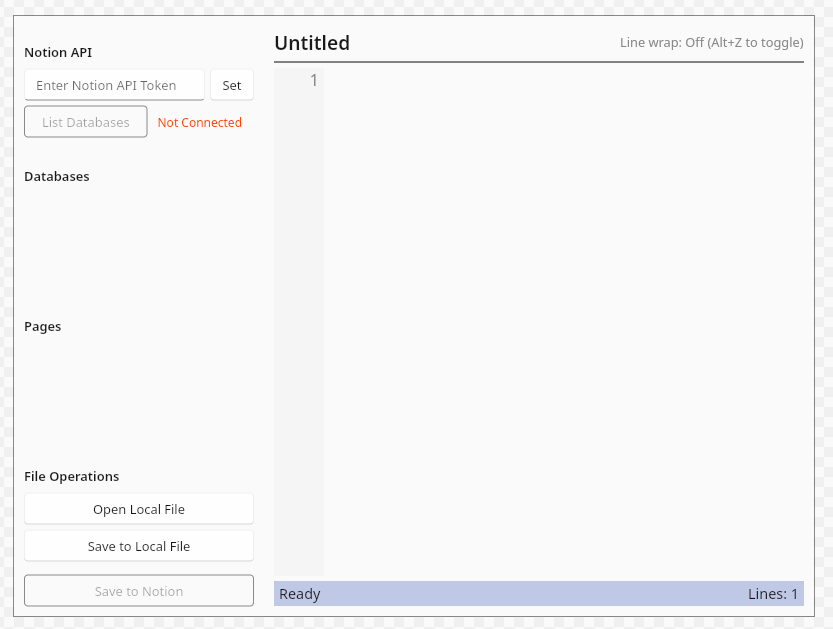 Notion API
Enter Notion API Token
Set
List Databases
Not Connected
Databases
Pages
File Operations
Open Local File
Save to Local File
Save to Notion
Untitled
Line wrap: Off (Alt+Z to toggle)
1
Ready
Lines: 1